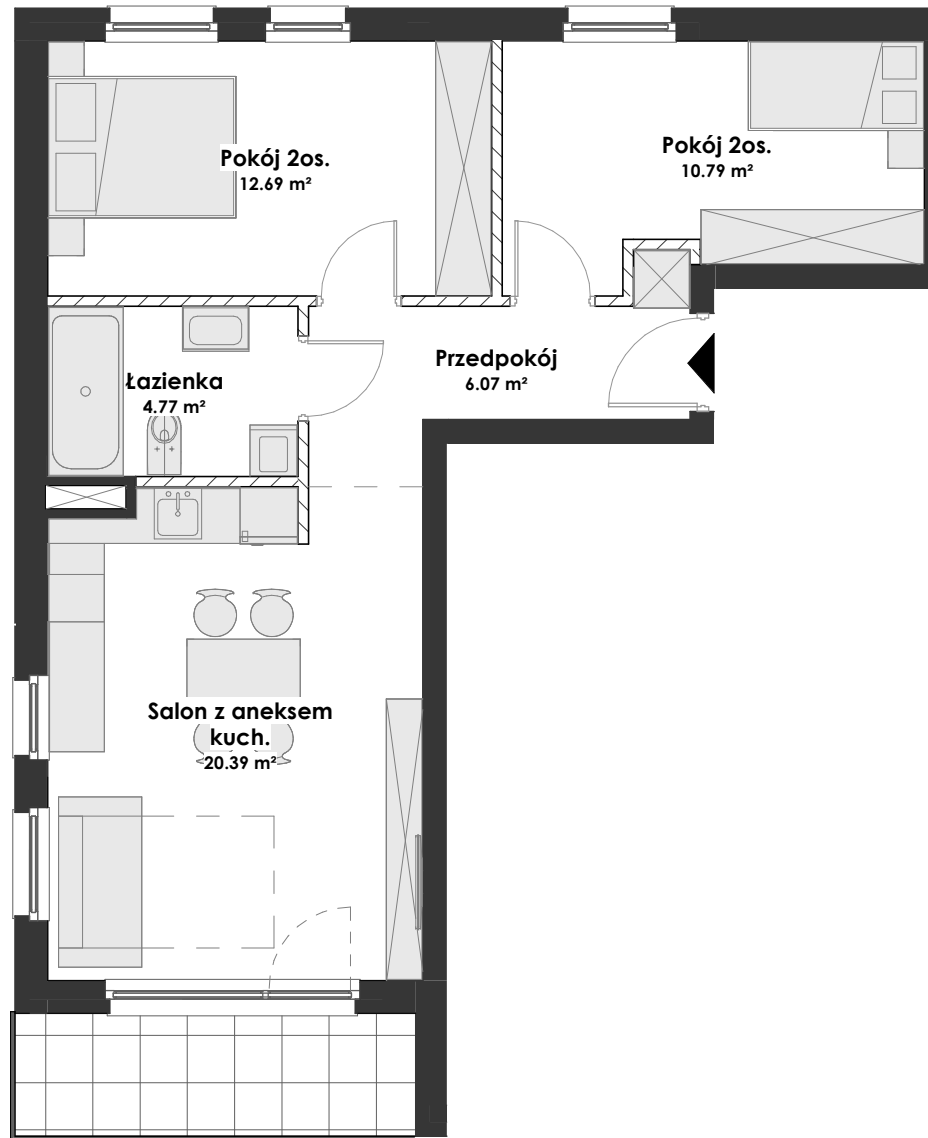 Pokój 2os.
12.69 m²
Pokój 2os.
10.79 m²
Przedpokój
6.07 m²
Łazienka
4.77 m²
Salon z aneksem
kuch.
20.39 m²